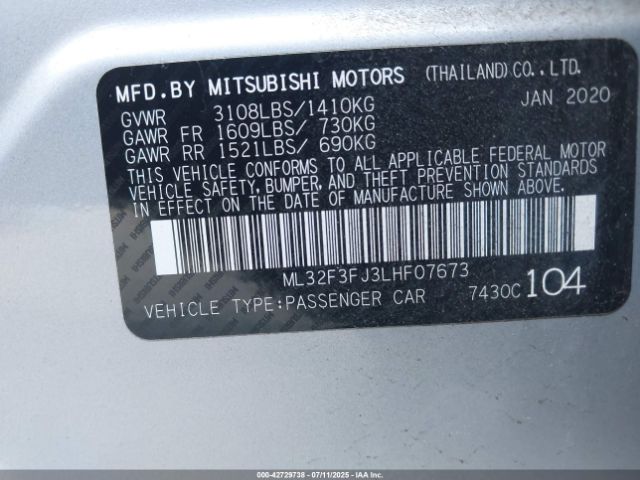 MFD.BY MITSUBISHI MOTORS (THAILAND)CO.,LTD.
GVWR 3108LBS/1410KG JAN 2020
GAWR FR 1609LBS/ 730KG
GAWR RR 1521LBS/ 690KG
THIS VEHICLE CONFORMS TO ALL APPLICABLE FEDERAL MOTOR
VEHICLE SAFETY, BUMPER, AND THEFT PREVENTION STANDARDS
IN EFFECT ON THE DATE OF MANUFACTURE SHOWN ABOVE.
ML32F3FJ3LHF07673
VEHICLE TYPE:PASSENGER CAR 7430C 104
000-42729738 - 07/11/2025 - IAAI.COM